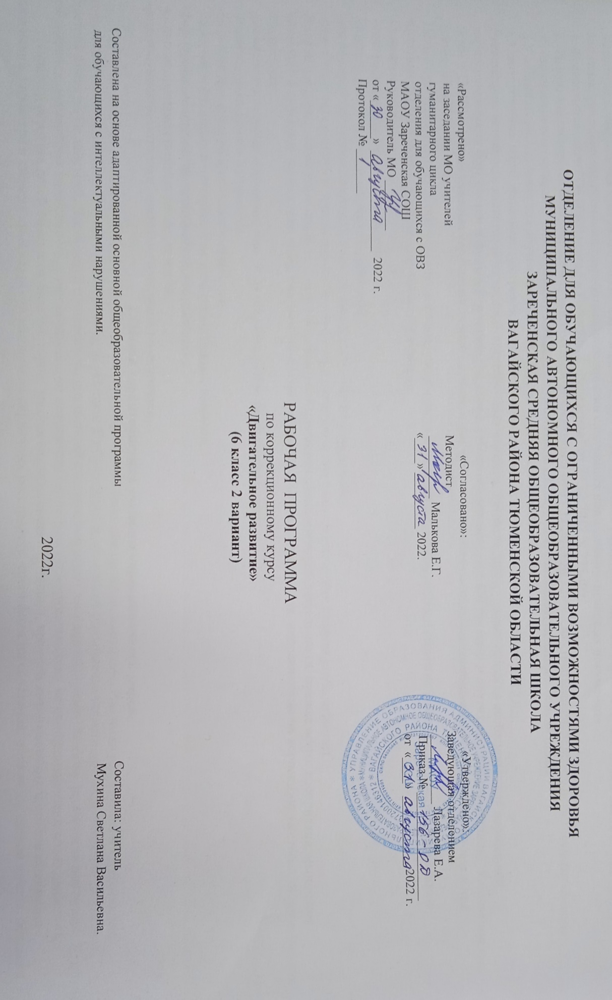 ОТДЕЛЕНИЕ ДЛЯ ОБУЧАЮЩИХСЯ С ОГРАНИЧЕННЫМИ ВОЗМОЖНОСТЯМИ ЗДОРОВЬЯ
МУНИЦИПАЛЬНОГО АВТОНОМНОГО ОБЩЕОБРАЗОВАТЕЛЬНОГО УЧРЕЖДЕНИЯ
ЗАРЕЧЕНСКАЯ СРЕДНЯЯ ОБЩЕОБРАЗОВАТЕЛЬНАЯ ШКОЛА
ВАГАЙСКОГО РАЙОНА ТЮМЕНСКОЙ ОБЛАСТИ
«Рассмотрено»
на заседании МО учителей
гуманитарного цикла
отделения для обучающихся с ОВЗ
МАОУ Зареченская СОШ
Руководитель МО
от « 30 » августа 2022 г.
Протокол № 1
«Согласовано»:
Методист
Малькова Е.Г.
« 31 » августа 2022.
«Утверждено»:
Заведующая отделением
Лазарева Е.А.
Приказ № 156-ОД
от « 31 » августа 2022 г.
РАБОЧАЯ ПРОГРАММА
по коррекционному курсу
«Двигательное развитие»
(6 класс 2 вариант)
Составлена на основе адаптированной основной общеобразовательной программы
для обучающихся с интеллектуальными нарушениями.
Составила: учитель
Мухина Светлана Васильевна.
2022г.